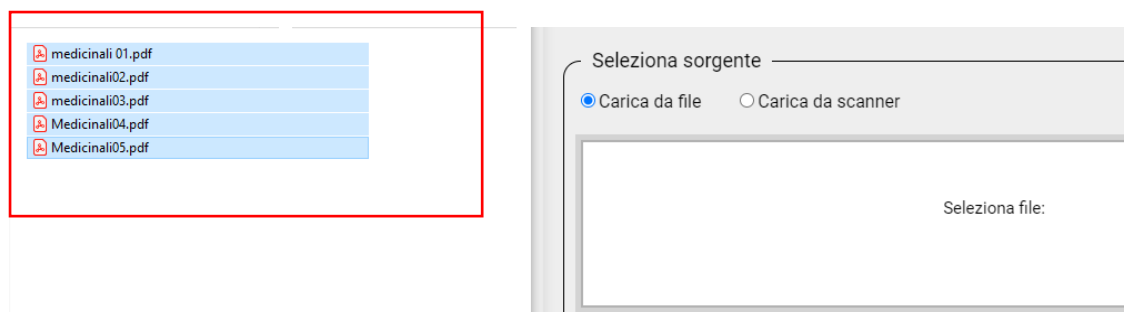 medicinali 01.pdf
medicinali02.pdf
medicinali03.pdf
Medicinali04.pdf
Medicinali05.pdf
Seleziona sorgente
Carica da file Carica da scanner
Seleziona file: